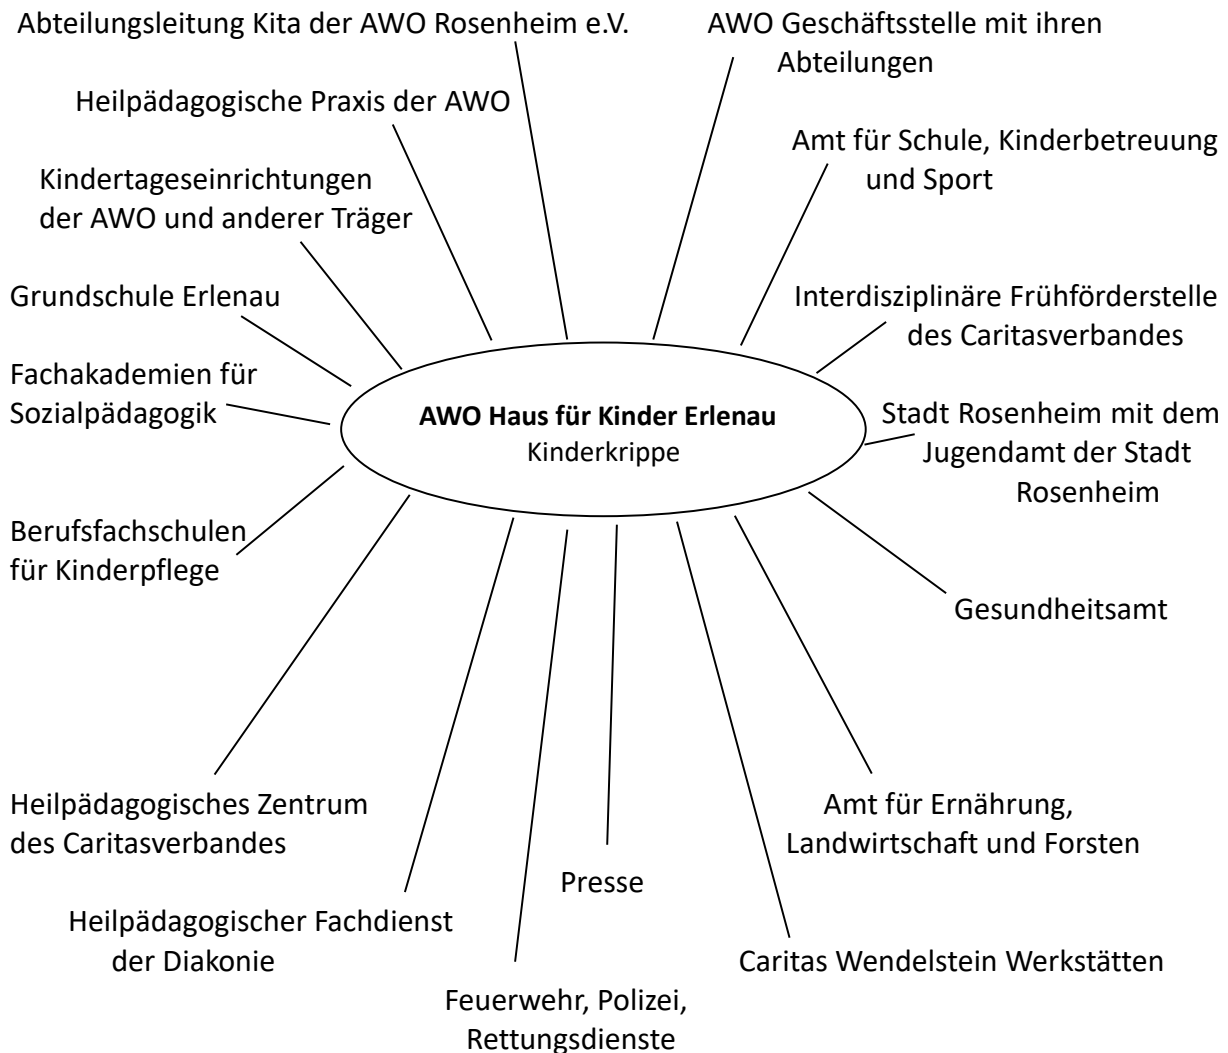 Abteilungsleitung Kita der AWO Rosenheim e.V.
AWO Geschäftsstelle mit ihren
Abteilungen
Heilpädagogische Praxis der AWO
Amt für Schule, Kinderbetreuung
und Sport
Kindertageseinrichtungen
der AWO und anderer Träger
Grundschule Erlenau
Interdisziplinäre Frühförderstelle
des Caritasverbandes
Fachakademien für
Sozialpädagogik
AWO Haus für Kinder Erlenau
Kinderkrippe
Stadt Rosenheim mit dem
Jugendamt der Stadt
Rosenheim
Berufsfachschulen
für Kinderpflege
Gesundheitsamt
Heilpädagogisches Zentrum
des Caritasverbandes
Amt für Ernährung,
Landwirtschaft und Forsten
Presse
Heilpädagogischer Fachdienst
der Diakonie
Caritas Wendelstein Werkstätten
Feuerwehr, Polizei,
Rettungsdienste